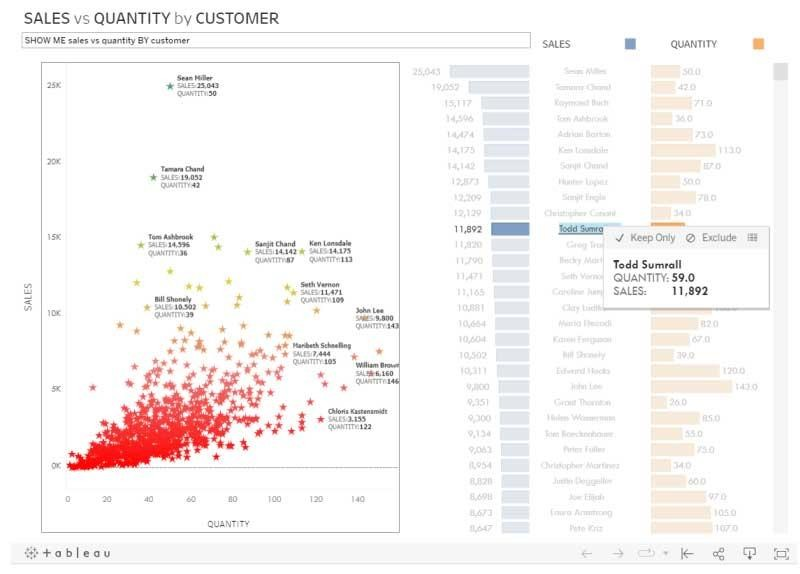 SALES vs QUANTITY by CUSTOMER
SHOW ME sales vs quantity BY customer
SALES
QUANTITY
25K
20K
15K
10K
5K
0K
SALES
0 20 40 60 80 100 120 140
QUANTITY
Sean Miller
SALES:25,043
QUANTITY:50
Tamara Chand
SALES:19,052
QUANTITY:42
Tom Ashbrook
SALES:14,596
QUANTITY:36
Sanjit Chand
SALES:14,142
QUANTITY:87
Ken Lonsdale
SALES:14,175
QUANTITY:113
Seth Vernon
SALES:11,471
QUANTITY:109
Bill Shonely
SALES:10,502
QUANTITY:39
John Lee
SALES:9,800
QUANTITY:143
Maribeth Schnelling
SALES:7,444
QUANTITY:105
William Brown
SALES:6,160
QUANTITY:146
Chloris Kastensmidt
SALES:3,155
QUANTITY:122
25,043 Sean Miller 50.0
19,052 Tamara Chand 42.0
15,117 Raymond Buch 71.0
14,596 Tom Ashbrook 36.0
14,474 Adrian Barton 73.0
14,175 Ken Lonsdale 113.0
14,142 Sanjit Chand 87.0
12,873 Hunter Lopez 50.0
12,209 Sanjit Engle 78.0
12,129 Christopher Conant 34.0
11,892 Todd Sumra
11,820 Greg Tra
11,790 Becky Mart
11,471 Seth Verno
11,165 Caroline Jum
10,881 Clay Lud
10,664 Maria Etezadi 82.0
10,604 Karen Ferguson 67.0
10,502 Bill Shonely 39.0
10,311 Edward Hooks 120.0
9,800 John Lee 143.0
9,351 Grant Thornton 26.0
9,300 Helen Wasserman 85.0
9,134 Tom Boeckenhauer 55.0
9,063 Peter Fuller 75.0
8,954 Christopher Martinez 34.0
8,828 Justin Deggeller 60.0
8,698 Joe Elijah 97.0
8,673 Laura Armstrong 105.0
8,647 Pete Kriz 107.0
Keep Only Exclude
Todd Sumrall
QUANTITY: 59.0
SALES: 11,892
+ableau